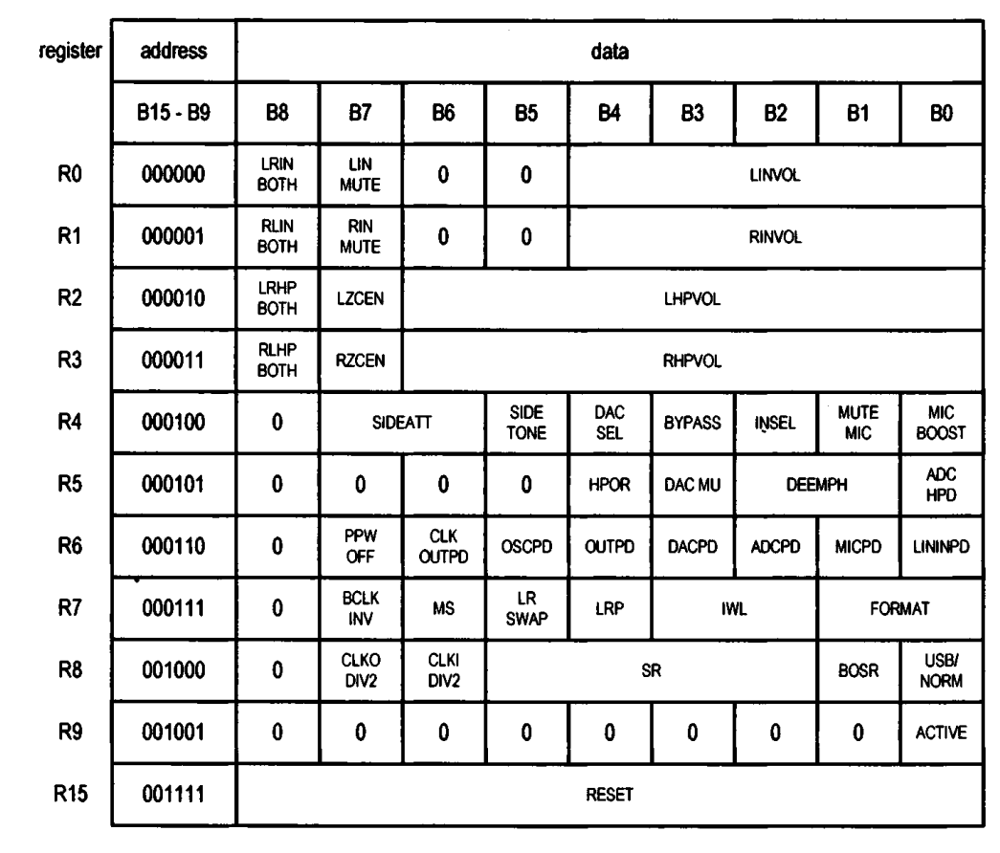 register address data
B15 - B9 B8 B7 B6 B5 B4 B3 B2 B1 B0
R0 000000 LRIN BOTH LIN MUTE 0 0 LINVOL
R1 000001 RLIN BOTH RIN MUTE 0 0 RINVOL
R2 000010 LRHP BOTH LZCEN LHPVOL
R3 000011 RLHP BOTH RZCEN RHPVOL
R4 000100 0 SIDEATT SIDE TONE DAC SEL BYPASS INSEL MUTE MIC MIC BOOST
R5 000101 0 0 0 0 HPOR DAC MU DEEMPH ADC HPD
R6 000110 0 PPW OFF CLK OUTPD OSCPD OUTPD DACPD ADCPD MICPD LININPD
R7 000111 0 BCLK INV MS LR SWAP LRP IWL FORMAT
R8 001000 0 CLKO DIV2 CLKI DIV2 SR BOSR USB/ NORM
R9 001001 0 0 0 0 0 0 0 0 ACTIVE
R15 001111 RESET